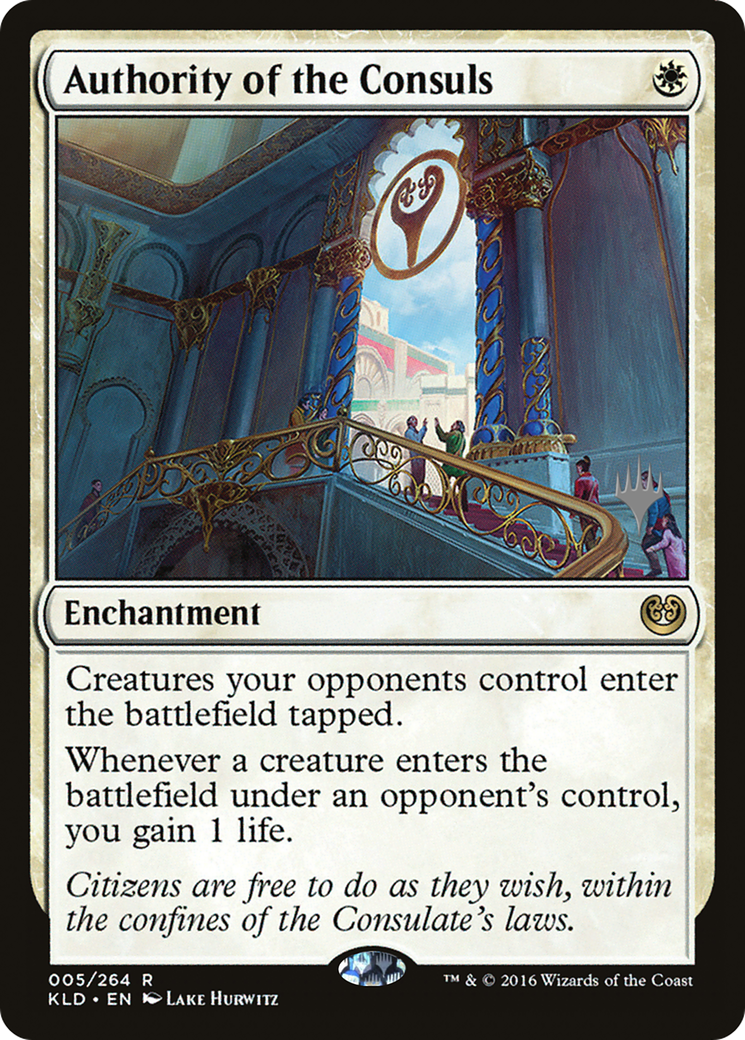 Authority of the Consuls
Enchantment
Creatures your opponents control enter
the battlefield tapped.
Whenever a creature enters the
battlefield under an opponent's control,
you gain 1 life.
Citizens are free to do as they wish, within
the confines of the Consulate's laws.
005/264 R
KLD • EN Lake Hurwitz
™ & © 2016 Wizards of the Coast